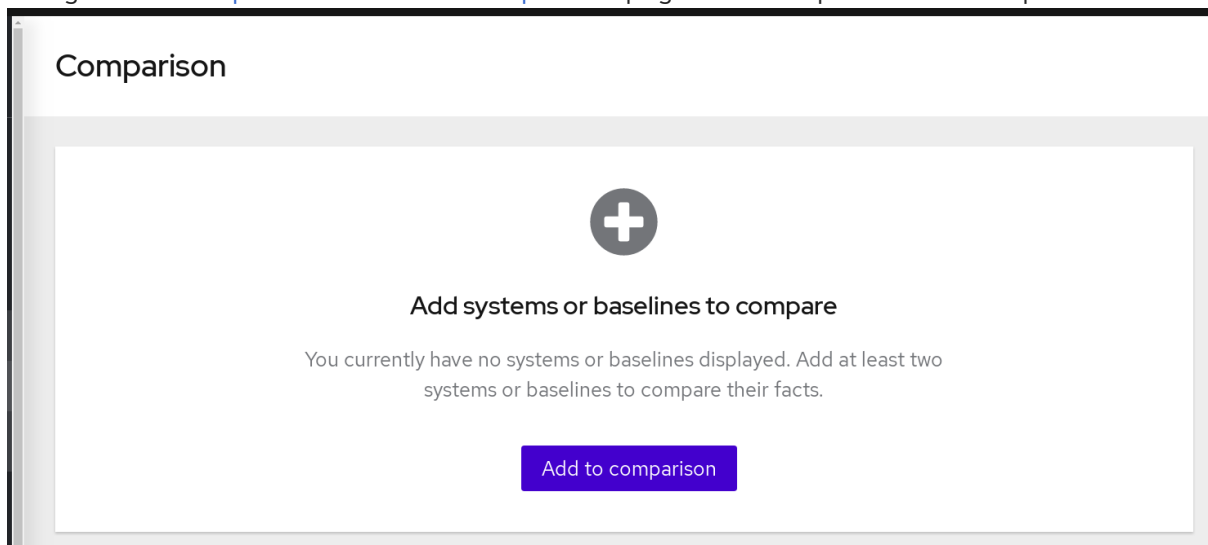 Comparison
Add systems or baselines to compare
You currently have no systems or baselines displayed. Add at least two
systems or baselines to compare their facts.
Add to comparison